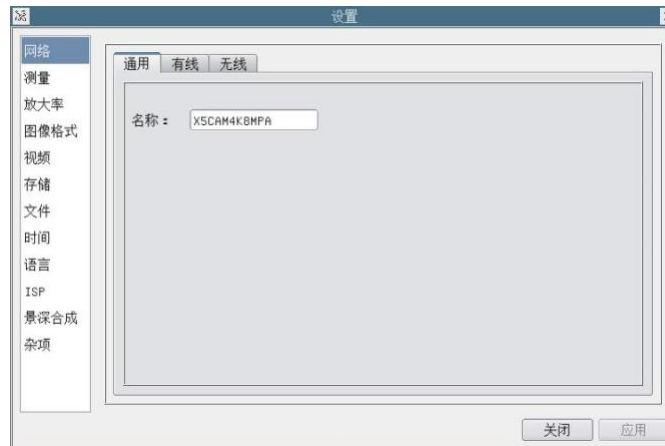 设置
网络
测量
放大率
图像格式
视频
存储
文件
时间
语言
ISP
景深合成
杂项
通用 有线 无线
名称： X5CAM4K8MPA
关闭 应用